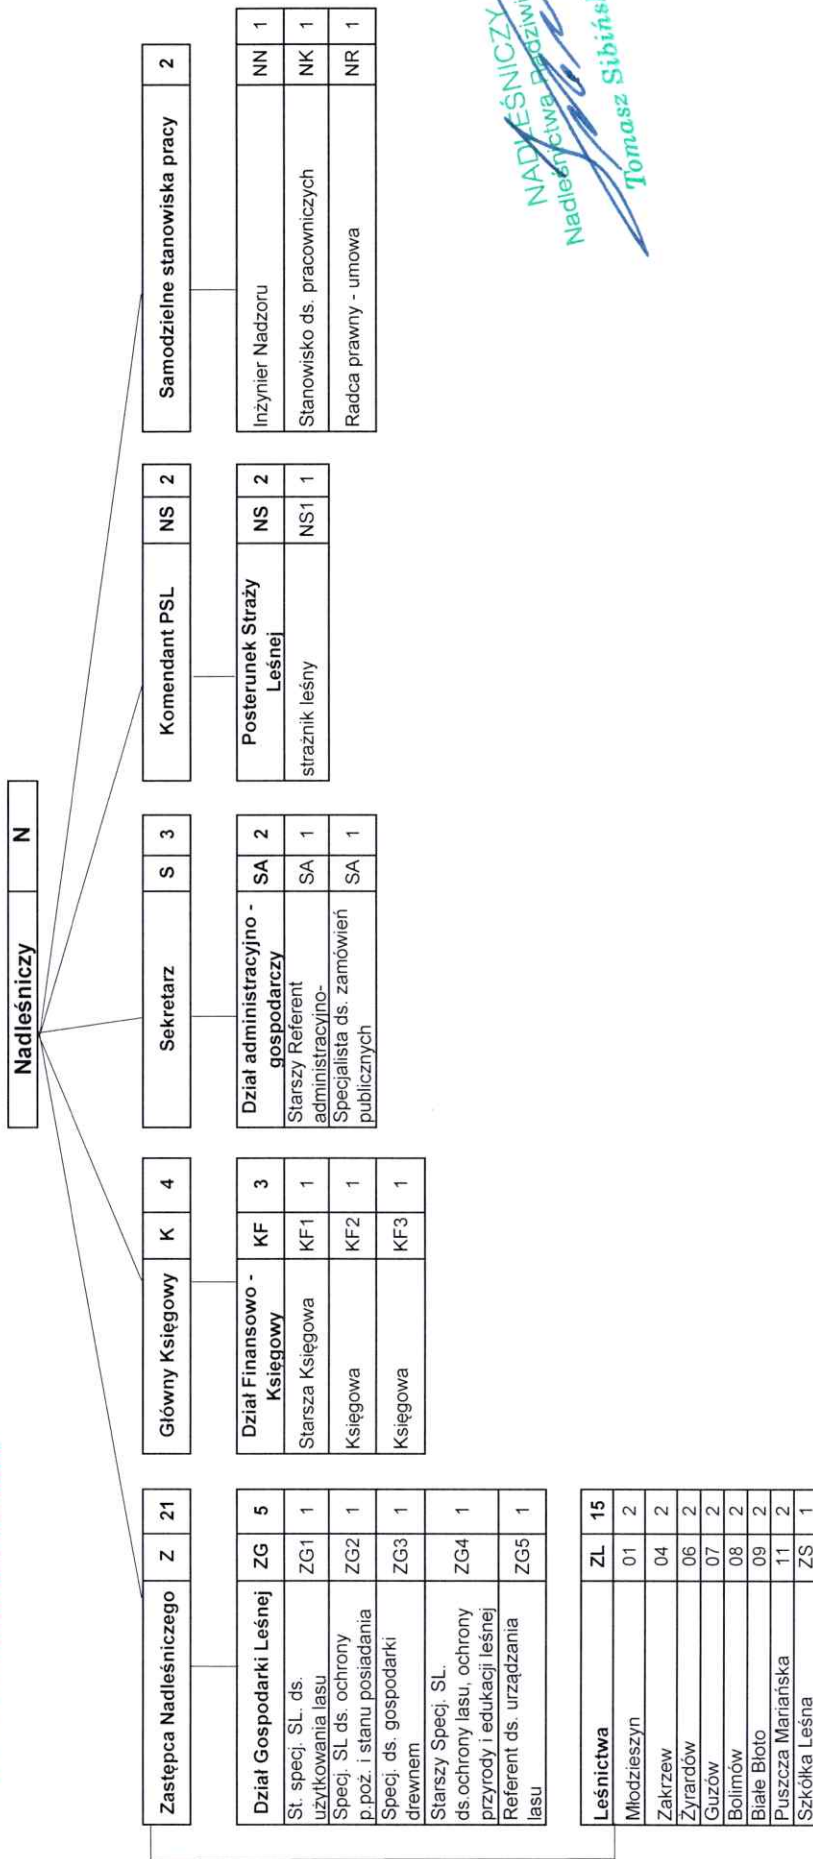 Nadleśniczy N
Zastępca Nadleśniczego Z 21
Dział Gospodarki Leśnej ZG 5
St. specj. SL. ds.
użytkowania lasu ZG1 1
Specj. SL ds. ochrony
p.poż. i stanu posiadania ZG2 1
Specj. ds. gospodarki
drewnem ZG3 1
Starszy Specj. SL.
ds.ochrony lasu, ochrony
przyrody i edukacji leśnej ZG4 1
Referent ds. urządzania
lasu ZG5 1
Leśnictwa ZL 15
Młodzieszyn 01 2
Zakrzew 04 2
Żyrardów 06 2
Guzów 07 2
Bolimów 08 2
Białe Błoto 09 2
Puszcza Mariańska 11 2
Szkółka Leśna ZS 1
Główny Księgowy K 4
Dział Finansowo -
Księgowy KF 3
Starsza Księgowa KF1 1
Księgowa KF2 1
Księgowa KF3 1
Sekretarz S 3
Dział administracyjno -
gospodarczy SA 2
Starszy Referent
administracyjno- SA 1
Specjalista ds. zamówień
publicznych SA 1
Komendant PSL NS 2
Posterunek Straży
Leśnej NS 2
strażnik leśny NS1 1
Samodzielne stanowiska pracy 2
Inżynier Nadzoru NN 1
Stanowisko ds. pracowniczych NK 1
Radca prawny - umowa NR 1
NADLEŚNICZY
Nadleśnictwa
Tomasz